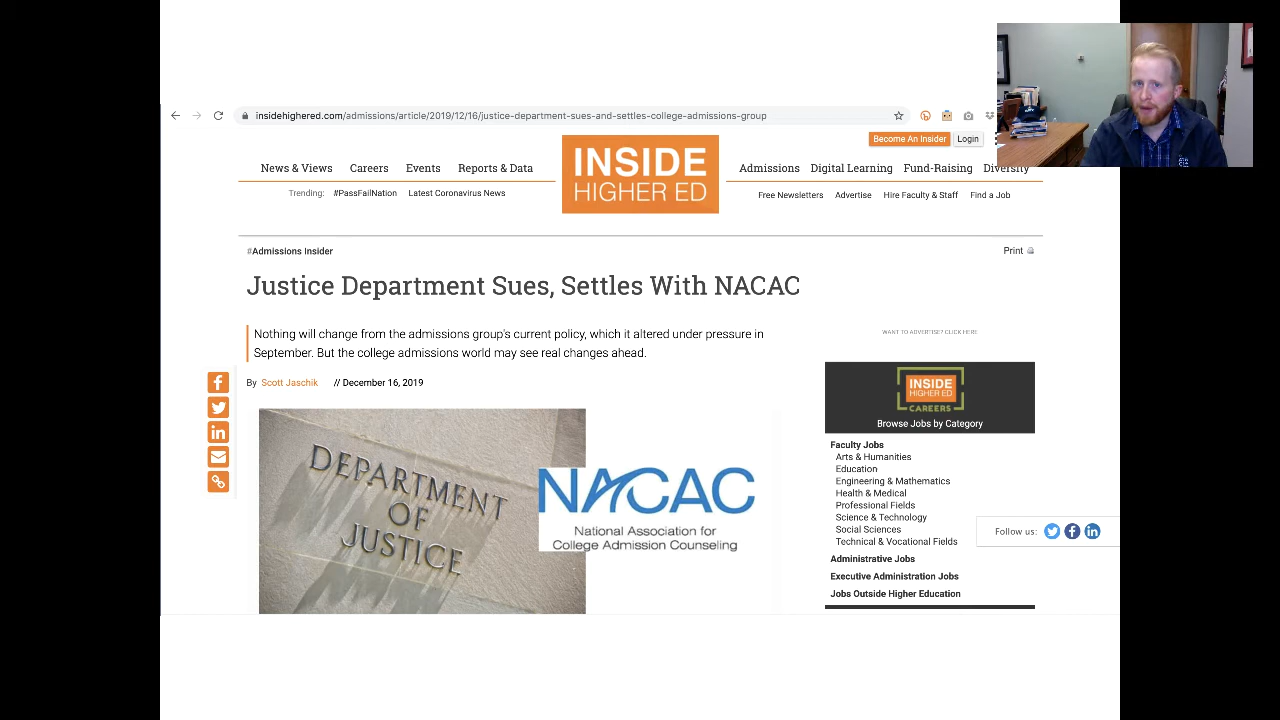 insidehighered.com/admissions/article/2019/12/16/justice-department-sues-and-settles-college-admissions-group
Become An Insider
Login
News & Views
Careers
Events
Reports & Data
INSIDE
HIGHER ED
Admissions
Digital Learning
Fund-Raising
Diversity
Trending:
#PassFailNation
Latest Coronavirus News
Free Newsletters
Advertise
Hire Faculty & Staff
Find a Job
#Admissions Insider
Print
Justice Department Sues, Settles With NACAC
Nothing will change from the admissions group's current policy, which it altered under pressure in
September. But the college admissions world may see real changes ahead.
By Scott Jaschik // December 16, 2019
DEPARTMENT
OF
JUSTICE
NACAC
National Association for
College Admission Counseling
WANT TO ADVERTISE? CLICK HERE
INSIDE
HIGHER ED
CAREERS
Browse Jobs by Category
Faculty Jobs
Arts & Humanities
Education
Engineering & Mathematics
Health & Medical
Professional Fields
Science & Technology
Social Sciences
Technical & Vocational Fields
Administrative Jobs
Executive Administration Jobs
Jobs Outside Higher Education
Follow us: